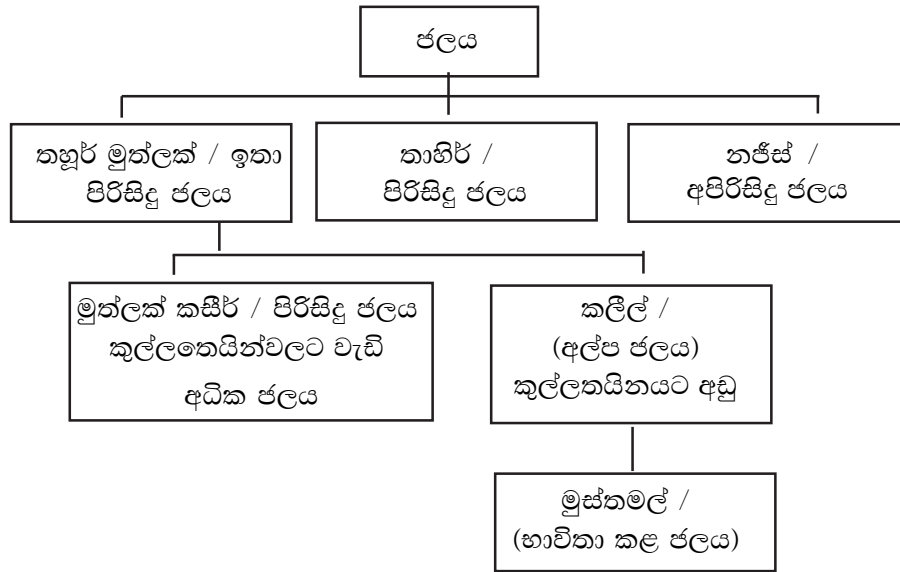 ජලය
තහූර් මුත්ලක් / ඉතා
පිරිසිදු ජලය
තාහිර් /
පිරිසිදු ජලය
නජීස් /
අපිරිසිදු ජලය
මුත්ලක් කසීර් / පිරිසිදු ජලය
කුල්ලතෙයින්වලට වැඩි
අධික ජලය
කලීල් /
(අල්ප ජලය)
කුල්ලතයිනයට අඩු
මුස්තමල් /
(භාවිතා කළ ජලය)